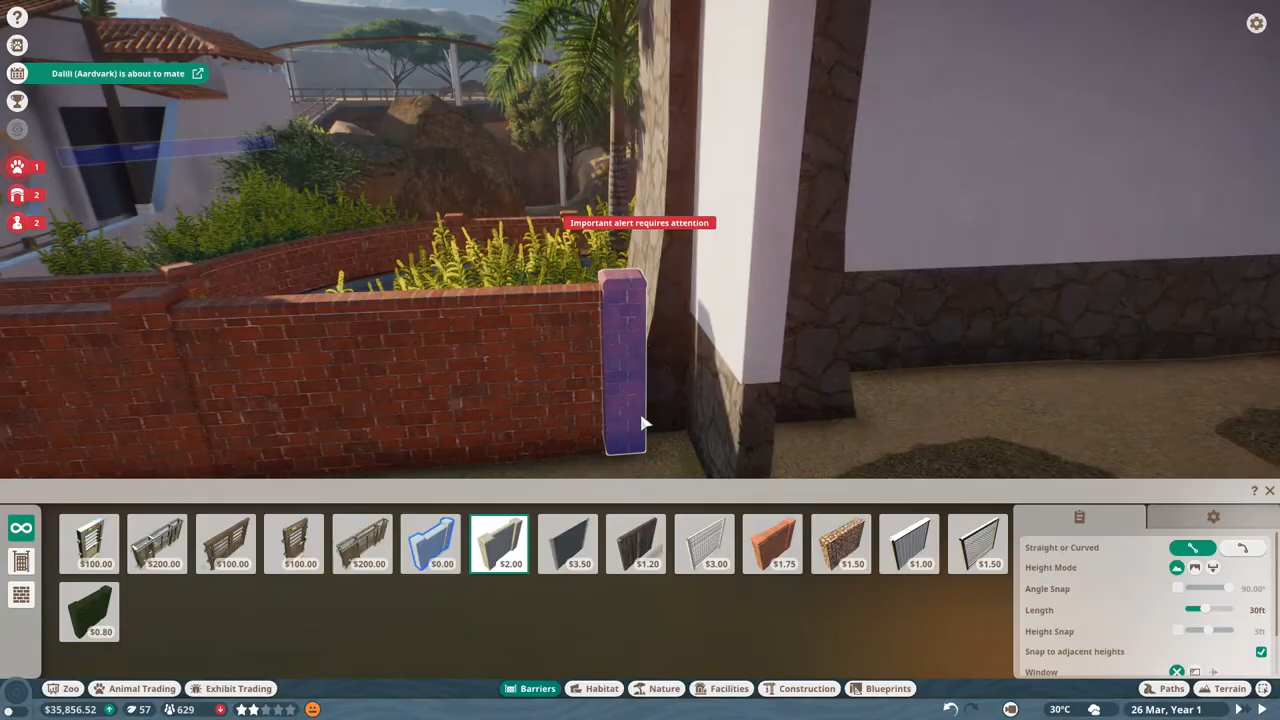 ?
Dalili (Aardvark) is about to mate
1
2
2
Important alert requires attention
?
$100.00
$200.00
$100.00
$100.00
$200.00
$0.00
$2.00
$3.50
$1.20
$3.00
$1.75
$1.50
$1.00
$1.50
$0.80
Straight or Curved
Height Mode
Angle Snap 90.00°
Length 30ft
Height Snap 3ft
Snap to adjacent heights
Window
Zoo
Animal Trading
Exhibit Trading
Barriers
Habitat
Nature
Facilities
Construction
Blueprints
Paths
Terrain
$35,856.52
57
629
30°C
26 Mar, Year 1